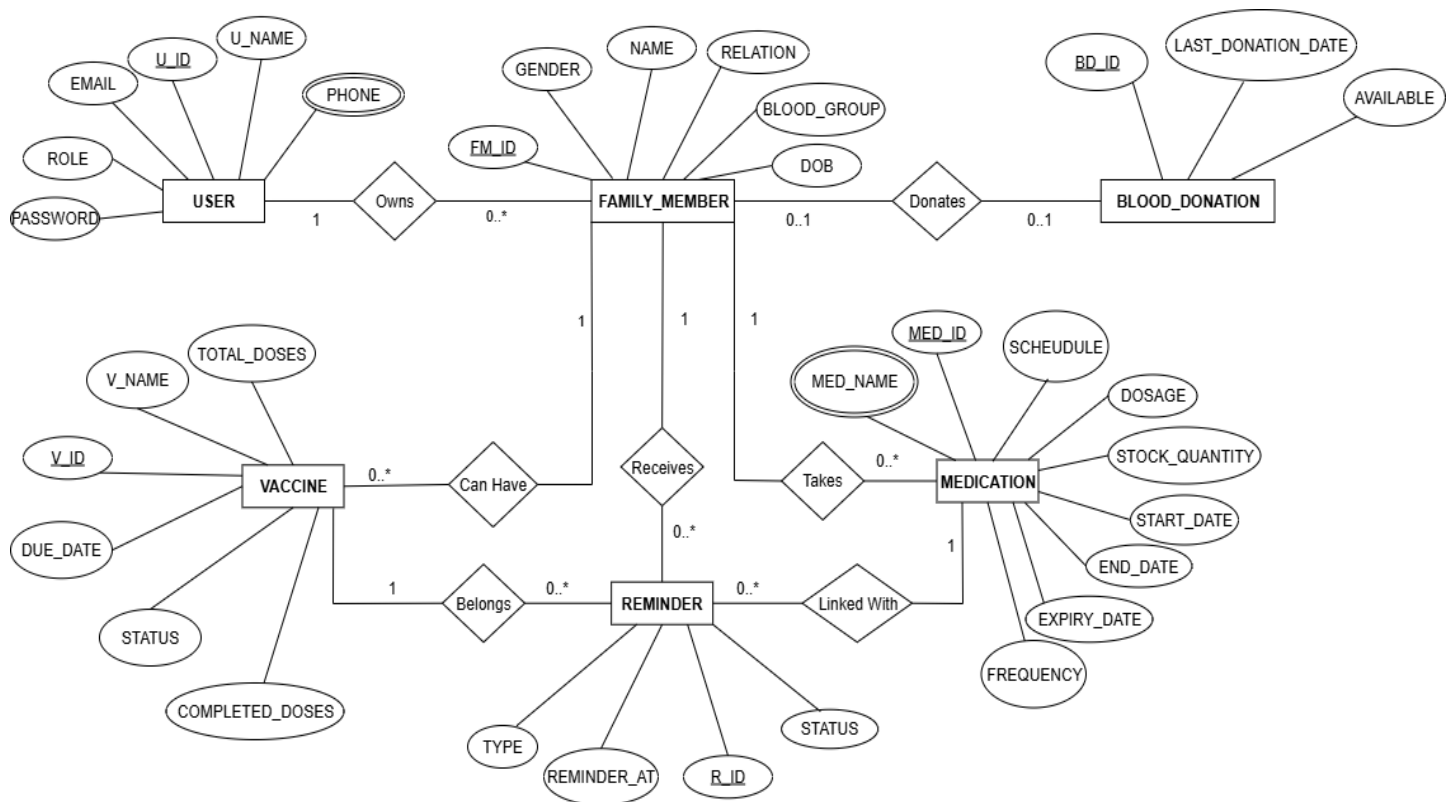 U_NAME
U_ID
EMAIL
PHONE
ROLE
PASSWORD
USER
1
Owns
0..*
GENDER
NAME
RELATION
BLOOD_GROUP
FM_ID
DOB
FAMILY_MEMBER
0..1
Donates
0..1
BD_ID
LAST_DONATION_DATE
AVAILABLE
BLOOD_DONATION
1
1
1
TOTAL_DOSES
V_NAME
V_ID
VACCINE
DUE_DATE
STATUS
COMPLETED_DOSES
0..*
Can Have
Receives
0..*
Takes
0..*
MED_ID
SCHEUDULE
MED_NAME
DOSAGE
STOCK_QUANTITY
MEDICATION
START_DATE
END_DATE
EXPIRY_DATE
FREQUENCY
1
1
Belongs
0..*
REMINDER
0..*
Linked With
TYPE
REMINDER_AT
R_ID
STATUS